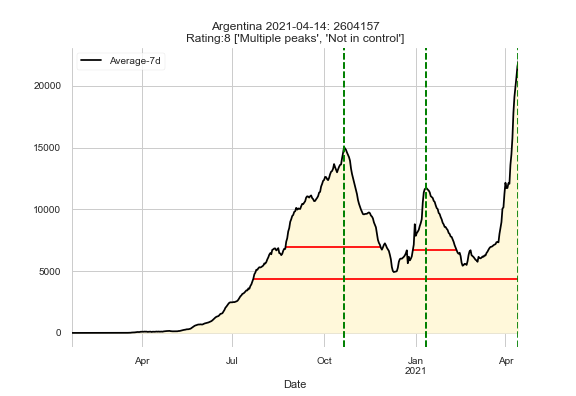 Argentina 2021-04-14: 2604157
Rating:8 ['Multiple peaks', 'Not in control']
Average-7d
20000
15000
10000
5000
0
Apr
Jul
Oct
Jan
2021
Apr
Date